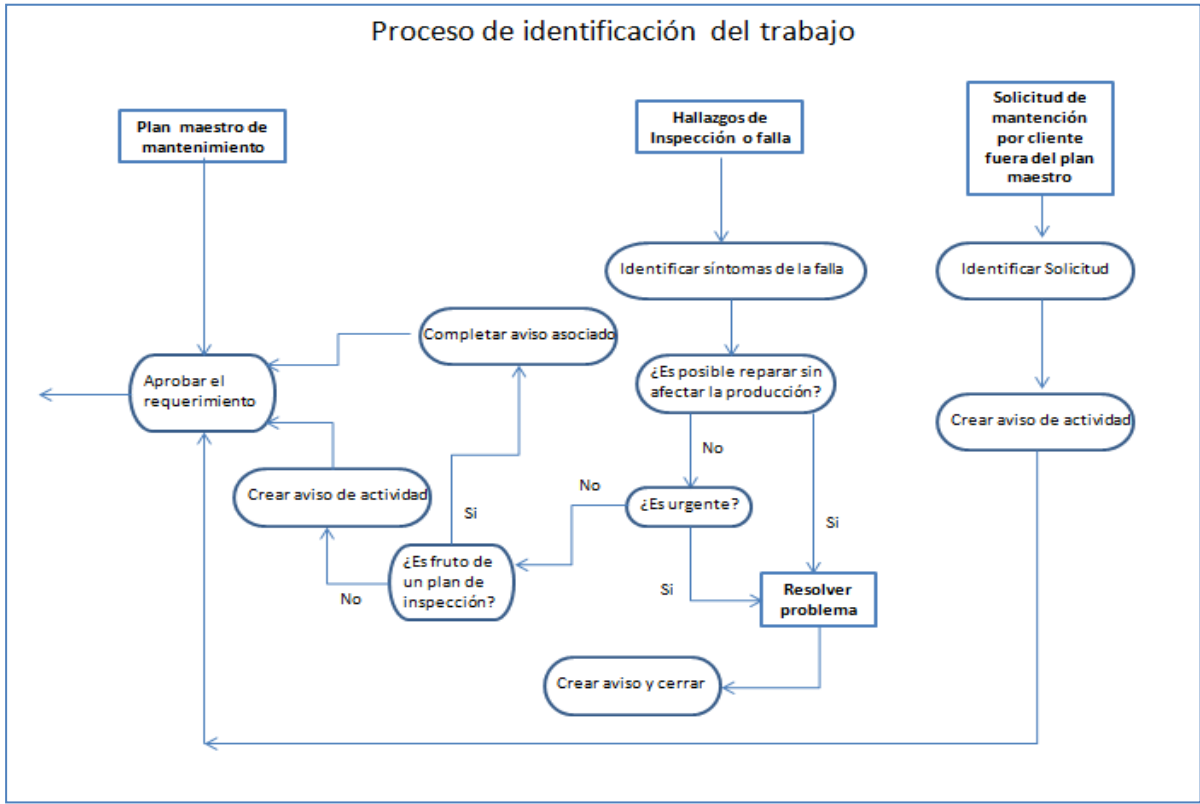 Proceso de identificación del trabajo
Plan maestro de
mantenimiento
Hallazgos de
Inspección o falla
Solicitud de
mantención
por cliente
fuera del plan
maestro
Identificar síntomas de la falla
Identificar Solicitud
Completar aviso asociado
¿Es posible reparar sin
afectar la producción?
Aprobar el
requerimiento
Crear aviso de actividad
No
Crear aviso de actividad
No
¿Es urgente?
Si
Si
¿Es fruto de
un plan de
inspección?
No
Si
Resolver
problema
Crear aviso y cerrar